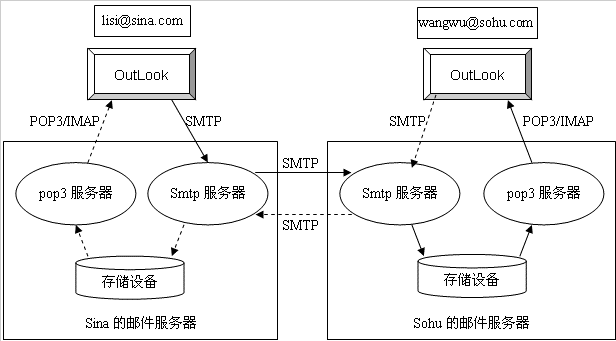 lisi@sina.com
wangwu@sohu.com
OutLook
OutLook
POP3/IMAP
SMTP
SMTP
POP3/IMAP
SMTP
pop3 服务器
Smtp 服务器
Smtp 服务器
pop3 服务器
SMTP
存储设备
存储设备
Sina 的邮件服务器
Sohu 的邮件服务器